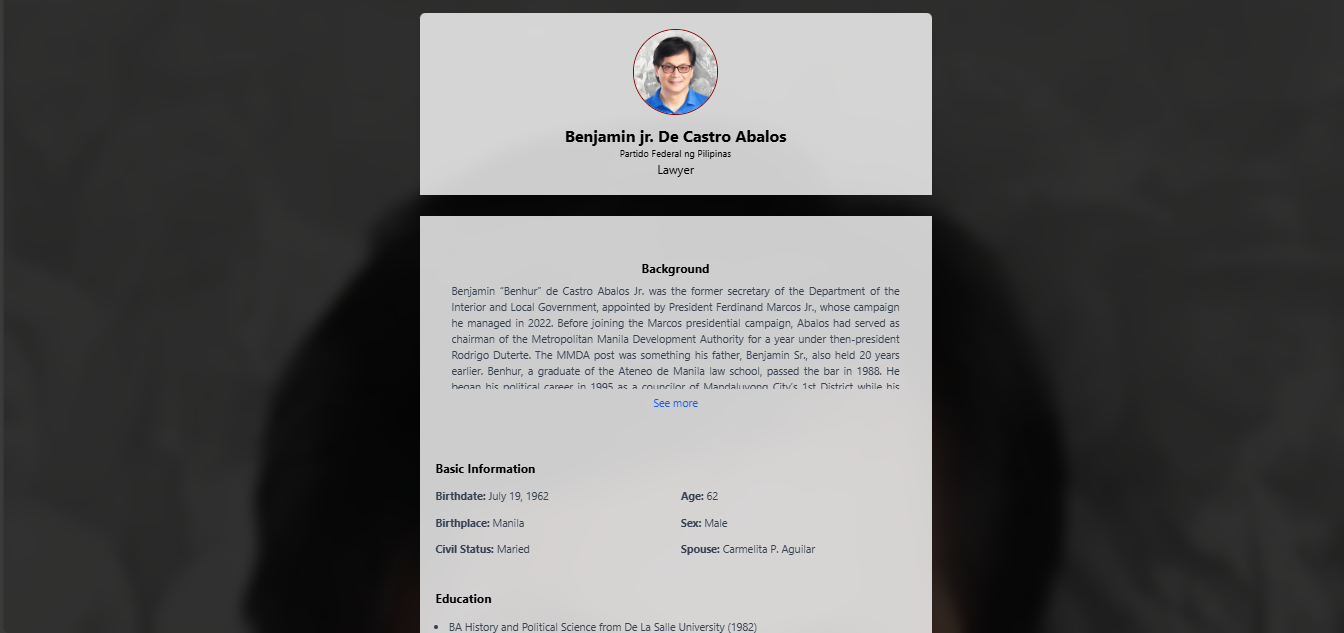 Benjamin jr. De Castro Abalos
Partido Federal ng Pilipinas
Lawyer
Background
Benjamin “Benhur” de Castro Abalos Jr. was the former secretary of the Department of the
Interior and Local Government, appointed by President Ferdinand Marcos Jr., whose campaign
he managed in 2022. Before joining the Marcos presidential campaign, Abalos had served as
chairman of the Metropolitan Manila Development Authority for a year under then-president
Rodrigo Duterte. The MMDA post was something his father, Benjamin Sr., also held 20 years
earlier. Benhur, a graduate of the Ateneo de Manila law school, passed the bar in 1988. He
began his political career in 1995 as a councilor of Mandaluyong City’s 1st District while his
See more
Basic Information
Birthdate: July 19, 1962
Age: 62
Birthplace: Manila
Sex: Male
Civil Status: Maried
Spouse: Carmelita P. Aguilar
Education
• BA History and Political Science from De La Salle University (1982)